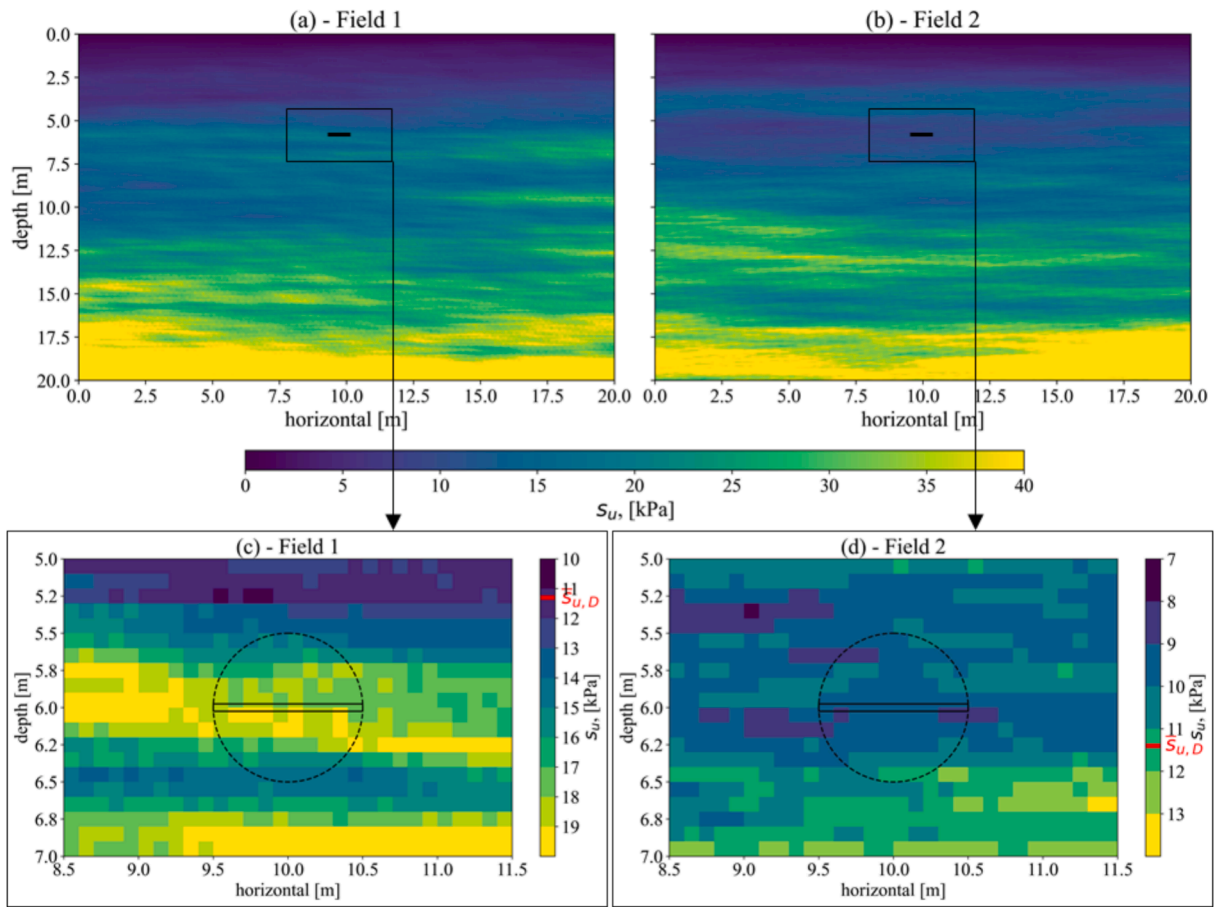 (a) - Field 1
(b) - Field 2
0.0
2.5
5.0
7.5
10.0
12.5
15.0
17.5
20.0
depth [m]
0.0 2.5 5.0 7.5 10.0 12.5 15.0 17.5 20.0
horizontal [m]
0.0 2.5 5.0 7.5 10.0 12.5 15.0 17.5 20.0
horizontal [m]
0 5 10 15 20 25 30 35 40
su, [kPa]
(c) - Field 1
5.0
5.2
5.5
5.8
6.0
6.2
6.5
6.8
7.0
depth [m]
8.5 9.0 9.5 10.0 10.5 11.0 11.5
horizontal [m]
10
11
s̄u,D
12
13
14
15
16
17
18
19
su, [kPa]
(d) - Field 2
5.0
5.2
5.5
5.8
6.0
6.2
6.5
6.8
7.0
depth [m]
8.5 9.0 9.5 10.0 10.5 11.0 11.5
horizontal [m]
7
8
9
10
11
s̄u,D
12
13
su, [kPa]